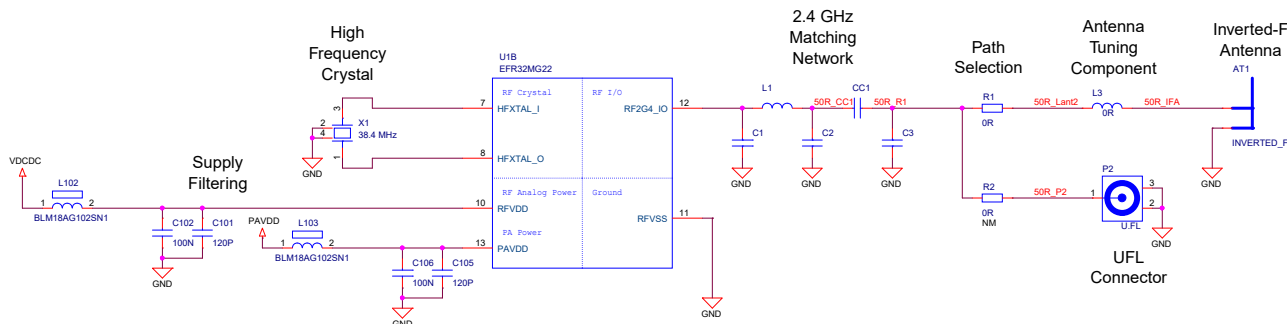 High
Frequency
Crystal
3
2
4
1
X1
38.4 MHz
GND
VDCDC
L102
1
2
BLM18AG102SN1
Supply
Filtering
C102
100N
C101
120P
GND
PAVDD
L103
1
2
BLM18AG102SN1
C106
100N
C105
120P
GND
U1B
EFR32MG22
RF Crystal
RF I/O
7
HFXTAL_I
8
HFXTAL_O
RF2G4_IO
12
RF Analog Power
Ground
10
RFVDD
RFVSS
11
PA Power
13
PAVDD
GND
2.4 GHz
Matching
Network
L1
CC1
50R_CC1
50R_R1
C1
C2
C3
GND
GND
GND
Path
Selection
R1
0R
50R_Lant2
R2
0R
NM
50R_P2
Antenna
Tuning
Component
L3
0R
50R_IFA
Inverted-F
Antenna
AT1
INVERTED_F
GND
P2
1
3
2
U.FL
GND
UFL
Connector